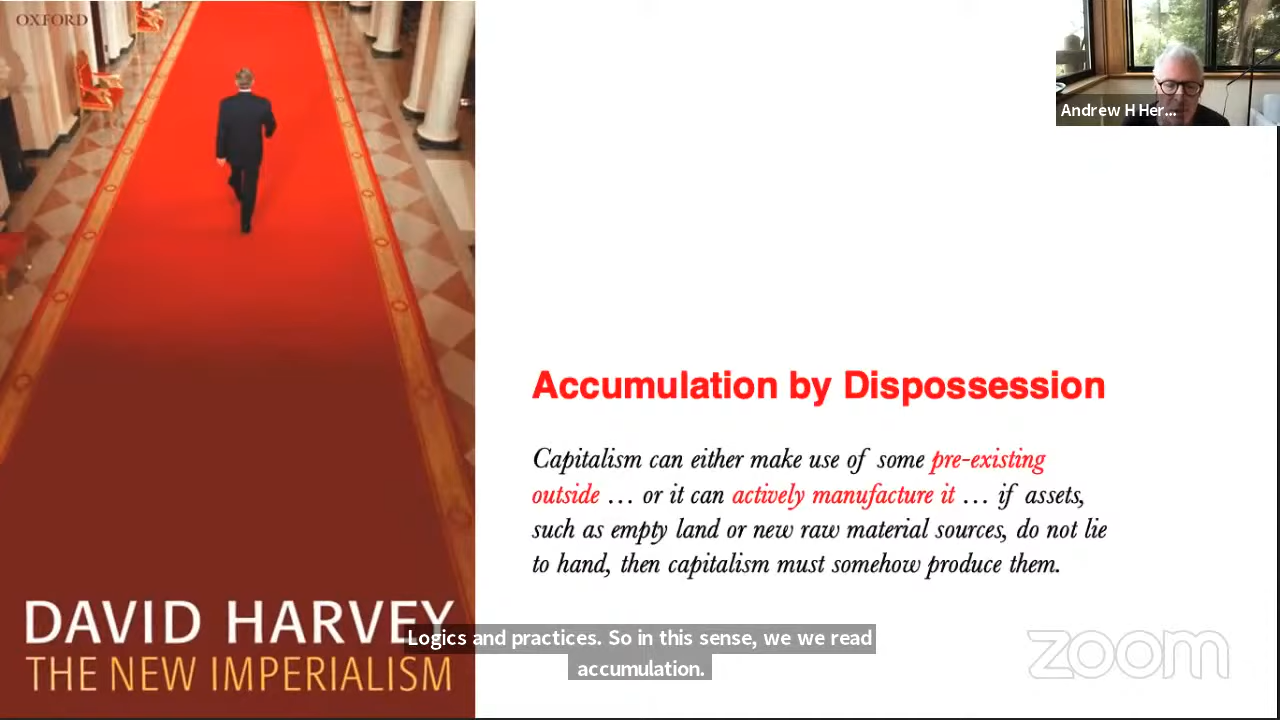 OXFORD
Andrew H Her...
Accumulation by Dispossession
Capitalism can either make use of some pre-existing
outside … or it can actively manufacture it … if assets,
such as empty land or new raw material sources, do not lie
to hand, then capitalism must somehow produce them.
DAVID HARVEY
THE NEW IMPERIALISM
Logics and practices. So in this sense, we we read
accumulation.
zoom